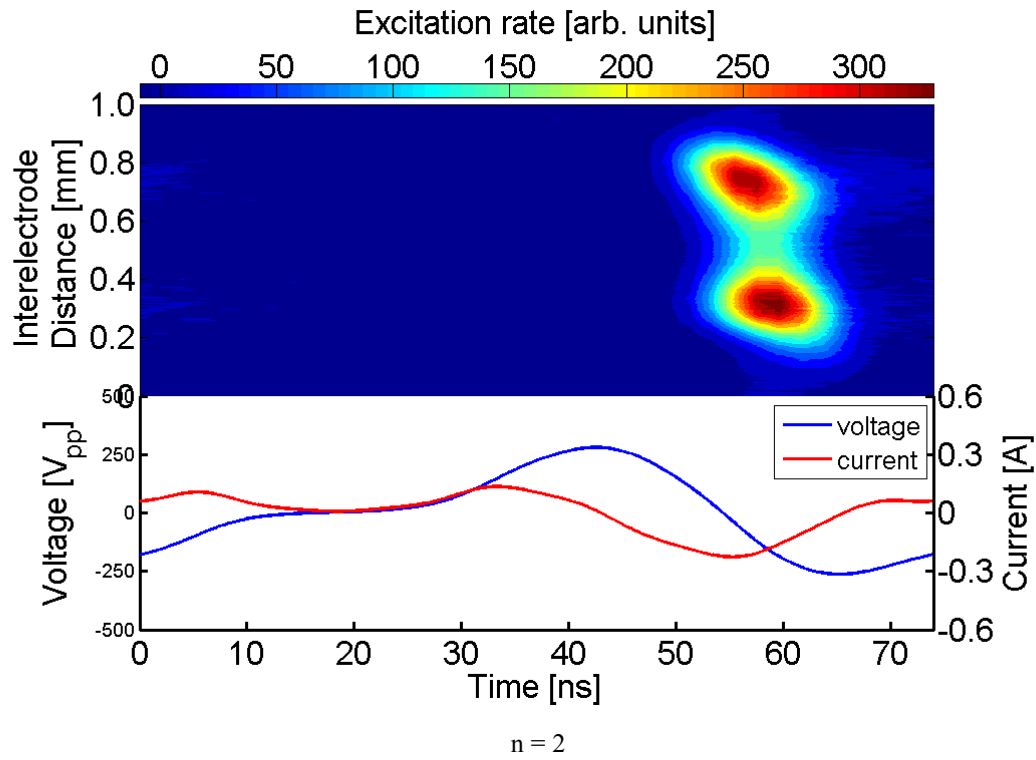 Excitation rate [arb. units]
0 50 100 150 200 250 300
Interelectrode
Distance [mm]
1.0
0.8
0.6
0.4
0.2
0
Voltage [Vpp]
500
250
0
-250
-500
voltage
current
0.6
0.3
0
-0.3
-0.6
Current [A]
0 10 20 30 40 50 60 70
Time [ns]
n = 2